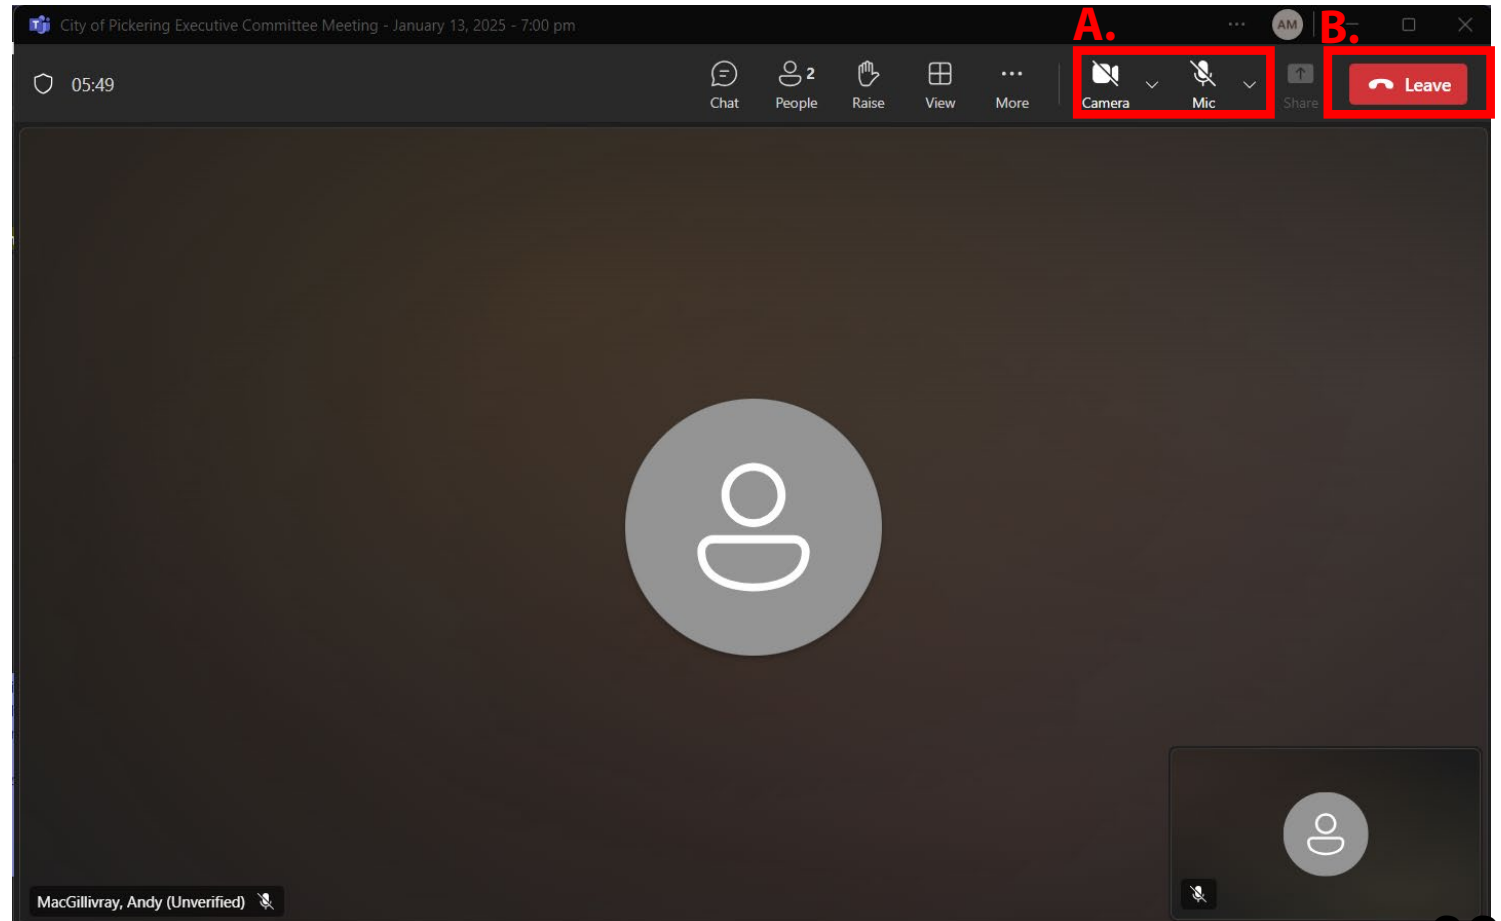 City of Pickering Executive Committee Meeting - January 13, 2025 - 7:00 pm
AM
A.
B.
05:49
2
Chat
People
Raise
View
More
Camera
Mic
Share
Leave
MacGillivray, Andy (Unverified)